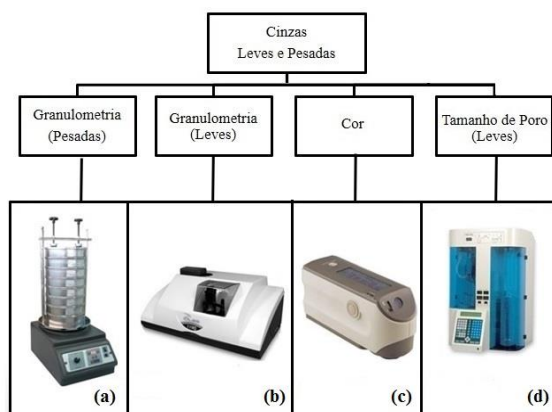 Cinzas
Leves e Pesadas
Granulometria
(Pesadas)
Granulometria
(Leves)
Cor
Tamanho de Poro
(Leves)
(a)
(b)
(c)
(d)